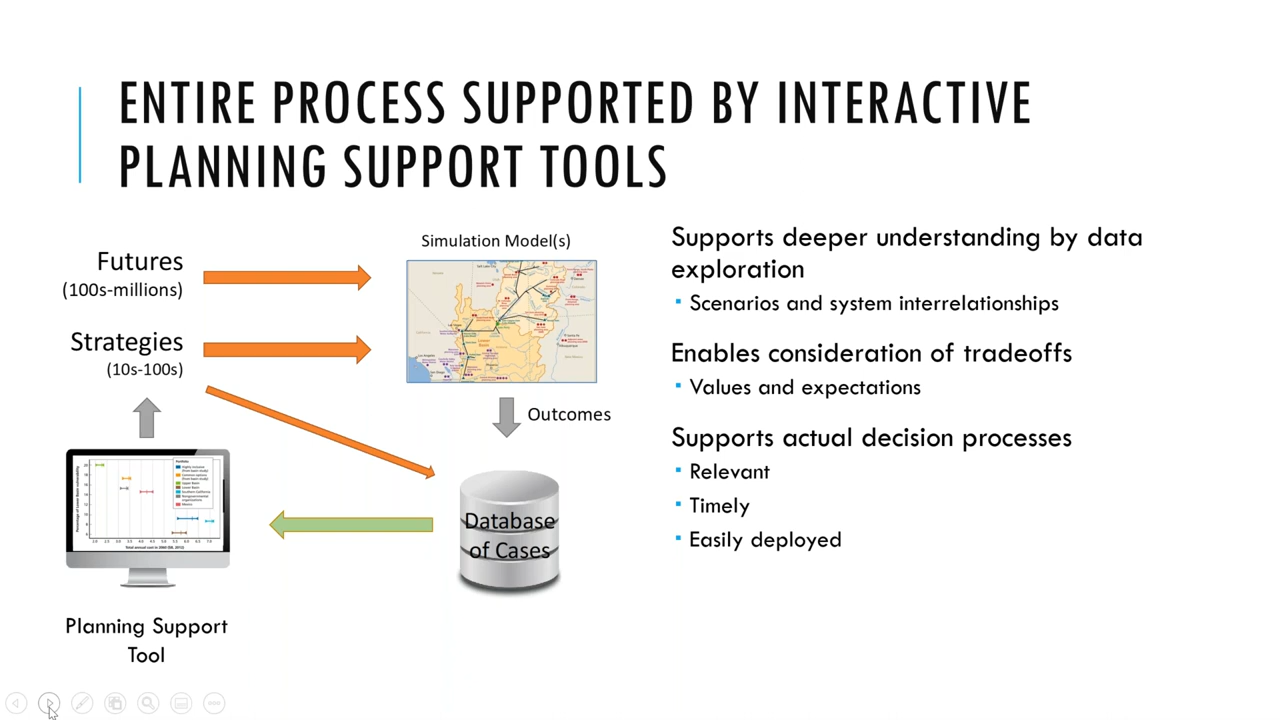 ENTIRE PROCESS SUPPORTED BY INTERACTIVE
PLANNING SUPPORT TOOLS
Futures
(100s-millions)
Strategies
(10s-100s)
Simulation Model(s)
Outcomes
Database
of Cases
Planning Support
Tool
Supports deeper understanding by data
exploration
▪ Scenarios and system interrelationships
Enables consideration of tradeoffs
▪ Values and expectations
Supports actual decision processes
▪ Relevant
▪ Timely
▪ Easily deployed